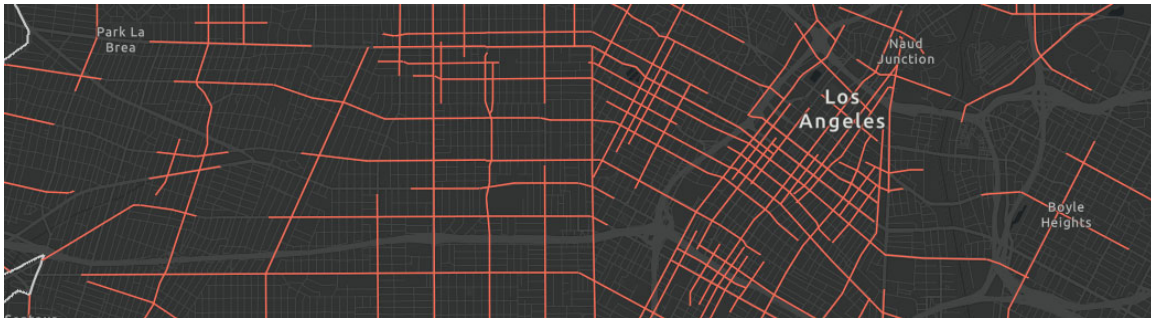 Park La
Brea
Naud
Junction
Los
Angeles
Boyle
Heights